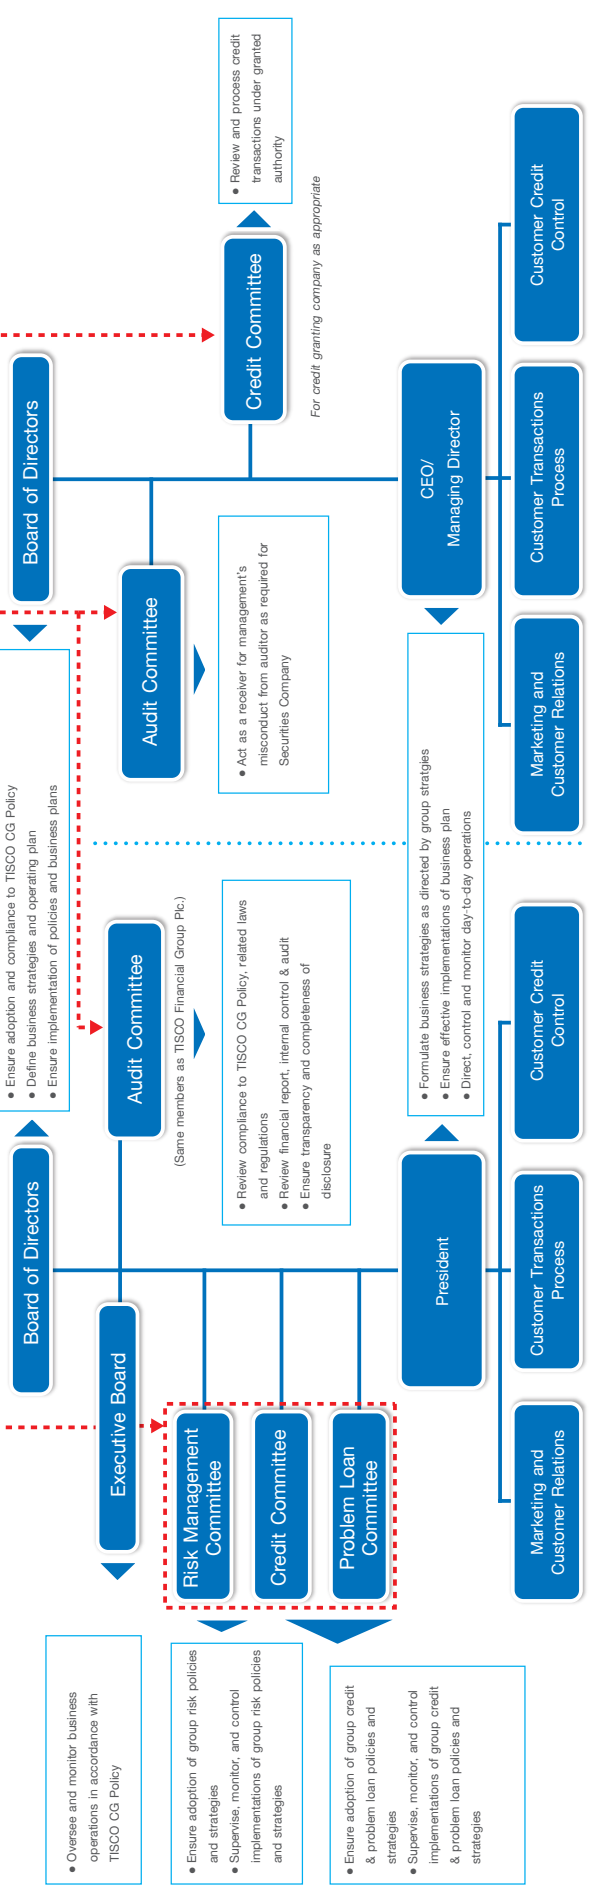 Board of Directors
• Ensure adoption and compliance to TISCO CG Policy
• Define business strategies and operating plan
• Ensure implementation of policies and business plans
Board of Directors
• Oversee and monitor business
operations in accordance with
TISCO CG Policy
Executive Board
Audit Committee
(Same members as TISCO Financial Group Plc.)
Audit Committee
• Ensure adoption of group risk policies
and strategies
• Supervise, monitor, and control
implementations of group risk policies
and strategies
Risk Management
Committee
Credit Committee
Problem Loan
Committee
• Ensure adoption of group credit
& problem loan policies and
strategies
• Supervise, monitor, and control
implementations of group credit
& problem loan policies and
strategies
• Review compliance to TISCO CG Policy, related laws
and regulations
• Review financial report, internal control & audit
• Ensure transparency and completeness of
disclosure
• Act as a receiver for management's
misconduct from auditor as required for
Securities Company
Credit Committee
• Review and process credit
transactions under granted
authority
For credit granting company as appropriate
President
• Formulate business strategies as directed by group stratgies
• Ensure effective implementations of business plan
• Direct, control and monitor day-to-day operations
CEO/
Managing Director
Marketing and
Customer Relations
Customer Transactions
Process
Customer Credit
Control
Marketing and
Customer Relations
Customer Transactions
Process
Customer Credit
Control